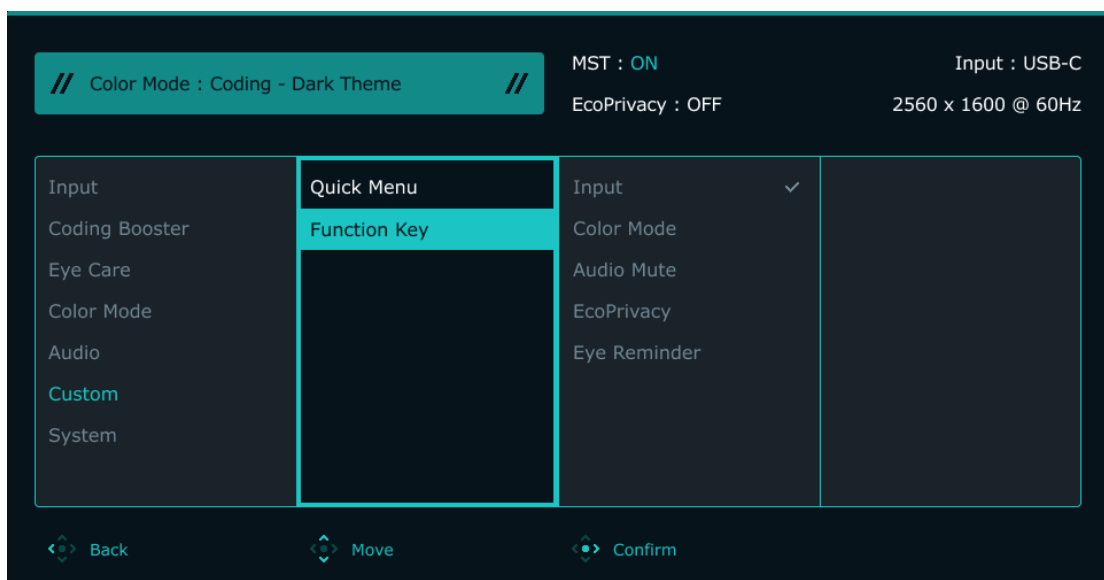 // Color Mode : Coding - Dark Theme //
MST : ON
Input : USB-C
EcoPrivacy : OFF
2560 x 1600 @ 60Hz
Input
Coding Booster
Eye Care
Color Mode
Audio
Custom
System
Quick Menu
Function Key
Input
Color Mode
Audio Mute
EcoPrivacy
Eye Reminder
Back
Move
Confirm